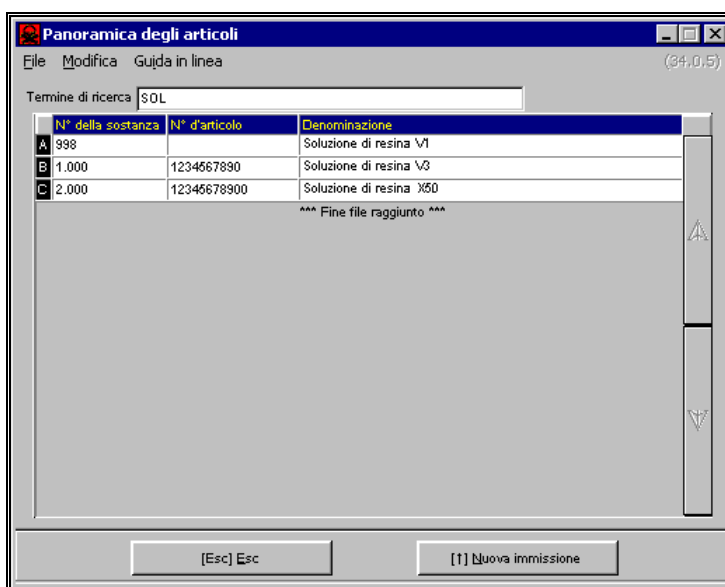 Panoramica degli articoli
File Modifica Guida in linea (34.0.5)
Termine di ricerca SOL
N° della sostanza N° d'articolo Denominazione
A 998 Soluzione di resina V1
B 1.000 1234567890 Soluzione di resina V3
C 2.000 12345678900 Soluzione di resina X50
*** Fine file raggiunto ***
[Esc] Esc [↑] Nuova immissione